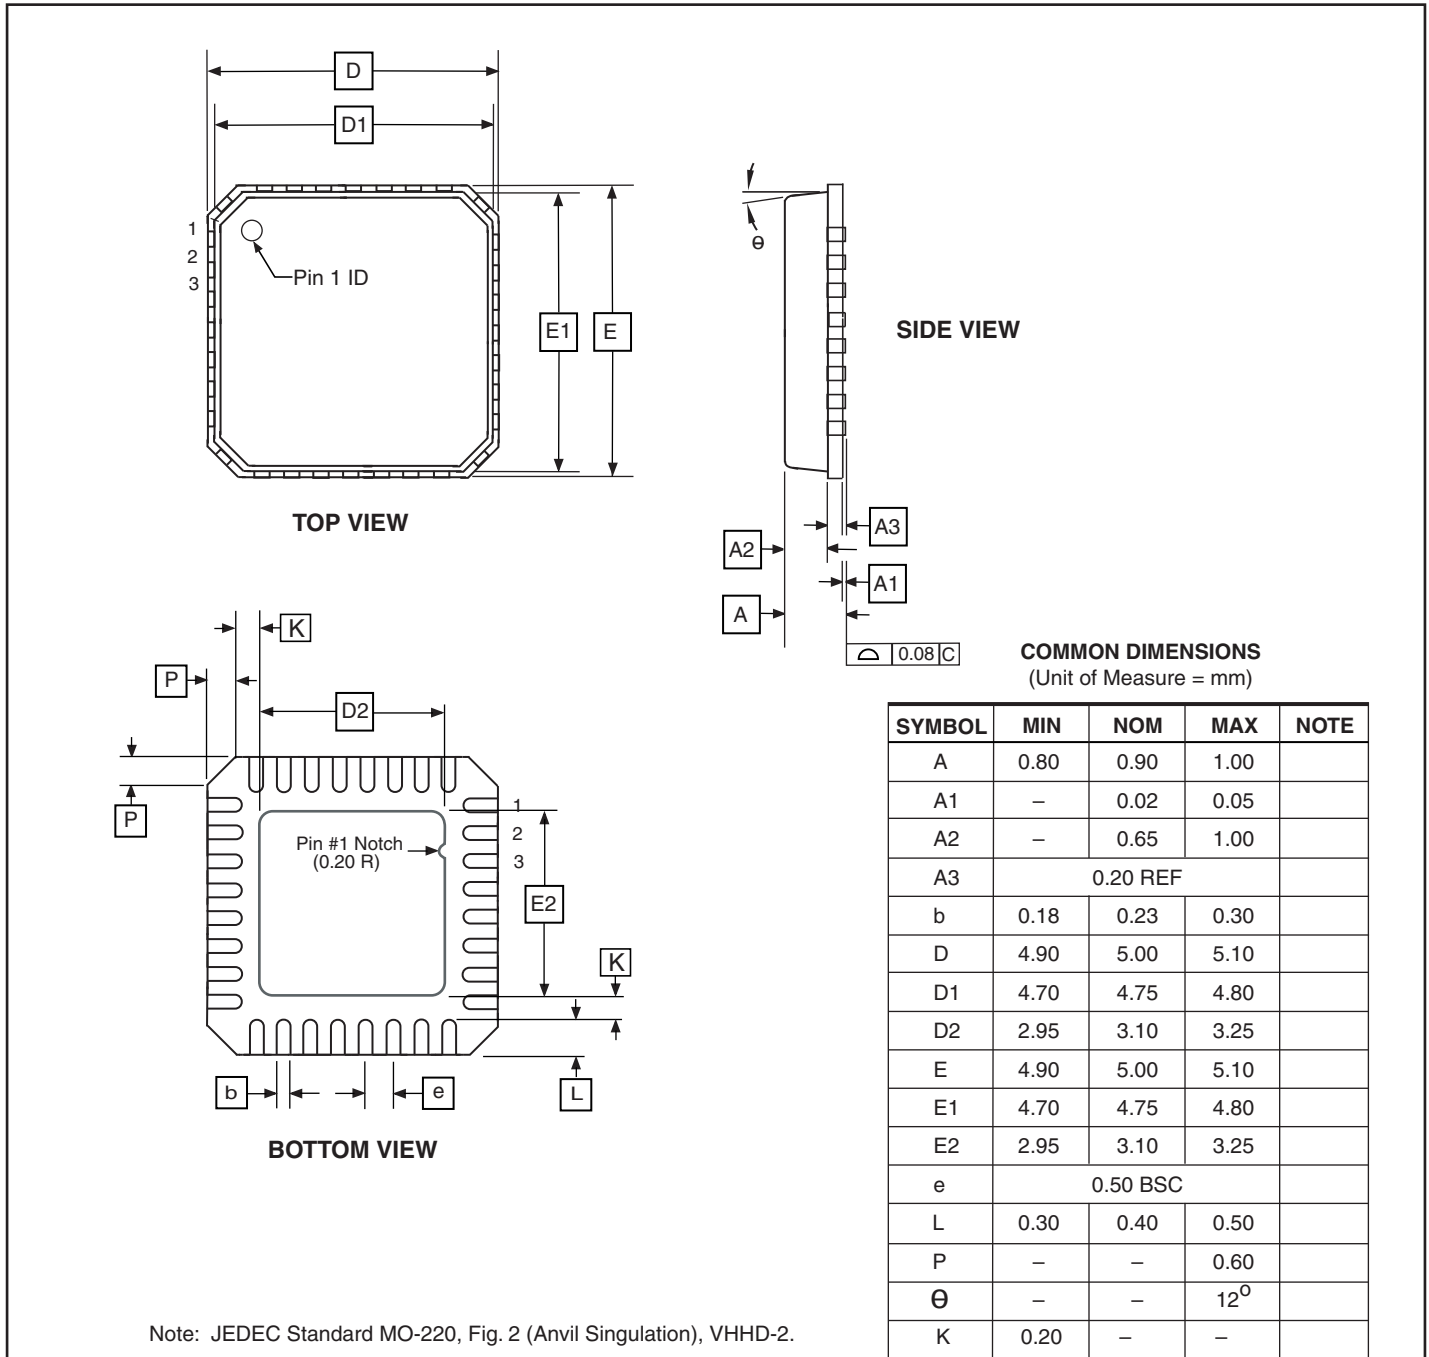 D
D1
1
2
3
Pin 1 ID
E1
E
TOP VIEW
Θ
SIDE VIEW
A3
A2
A1
A
0.08 C
K
P
D2
P
Pin #1 Notch
(0.20 R)
1
2
3
E2
K
b
e
L
BOTTOM VIEW
COMMON DIMENSIONS
(Unit of Measure = mm)
SYMBOL MIN NOM MAX NOTE
A 0.80 0.90 1.00
A1 – 0.02 0.05
A2 – 0.65 1.00
A3 0.20 REF
b 0.18 0.23 0.30
D 4.90 5.00 5.10
D1 4.70 4.75 4.80
D2 2.95 3.10 3.25
E 4.90 5.00 5.10
E1 4.70 4.75 4.80
E2 2.95 3.10 3.25
e 0.50 BSC
L 0.30 0.40 0.50
P – – 0.60
Θ – – 12°
K 0.20 – –
Note: JEDEC Standard MO-220, Fig. 2 (Anvil Singulation), VHHD-2.